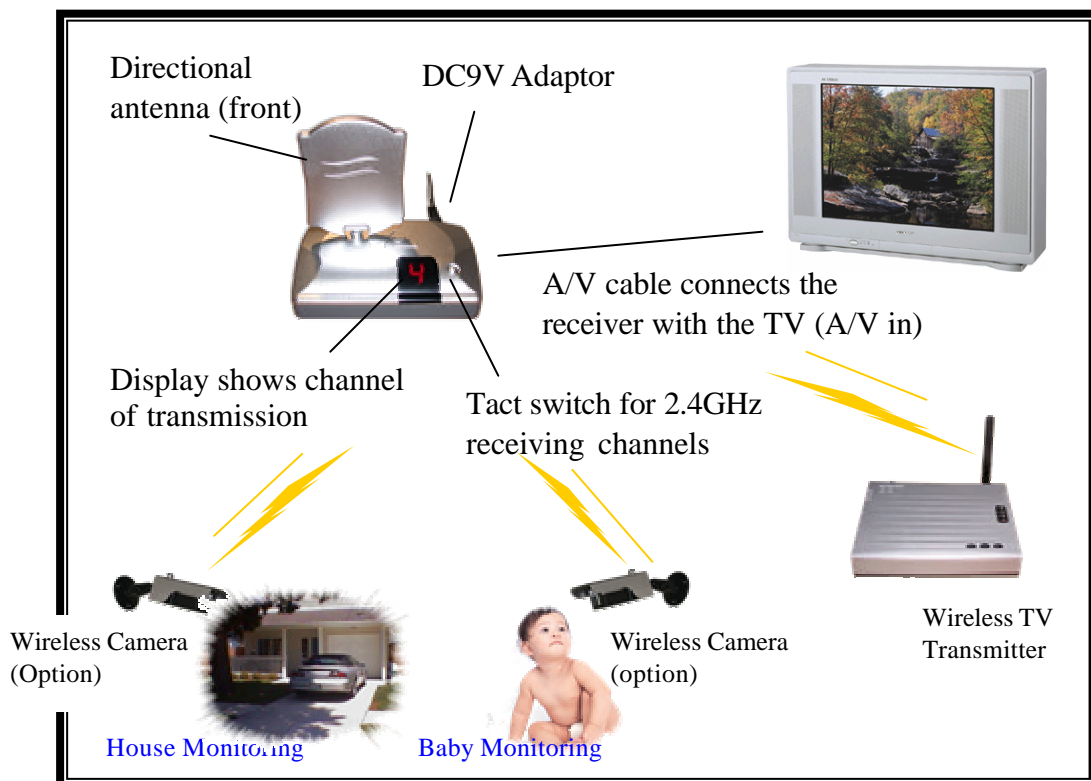 Directional
antenna (front)
DC9V Adaptor
4
A/V cable connects the
receiver with the TV (A/V in)
Display shows channel
of transmission
Tact switch for 2.4GHz
receiving channels
Wireless Camera
(Option)
Wireless Camera
(option)
Wireless TV
Transmitter
House Monitoring
Baby Monitoring